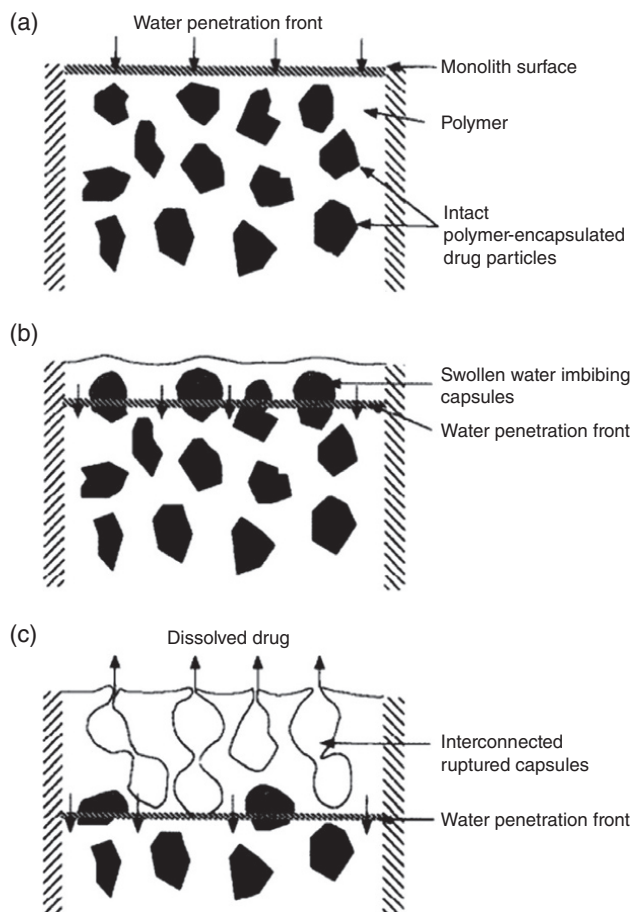 (a)
Water penetration front
Monolith surface
Polymer
Intact
polymer-encapsulated
drug particles
(b)
Swollen water imbibing
capsules
Water penetration front
(c)
Dissolved drug
Interconnected
ruptured capsules
Water penetration front